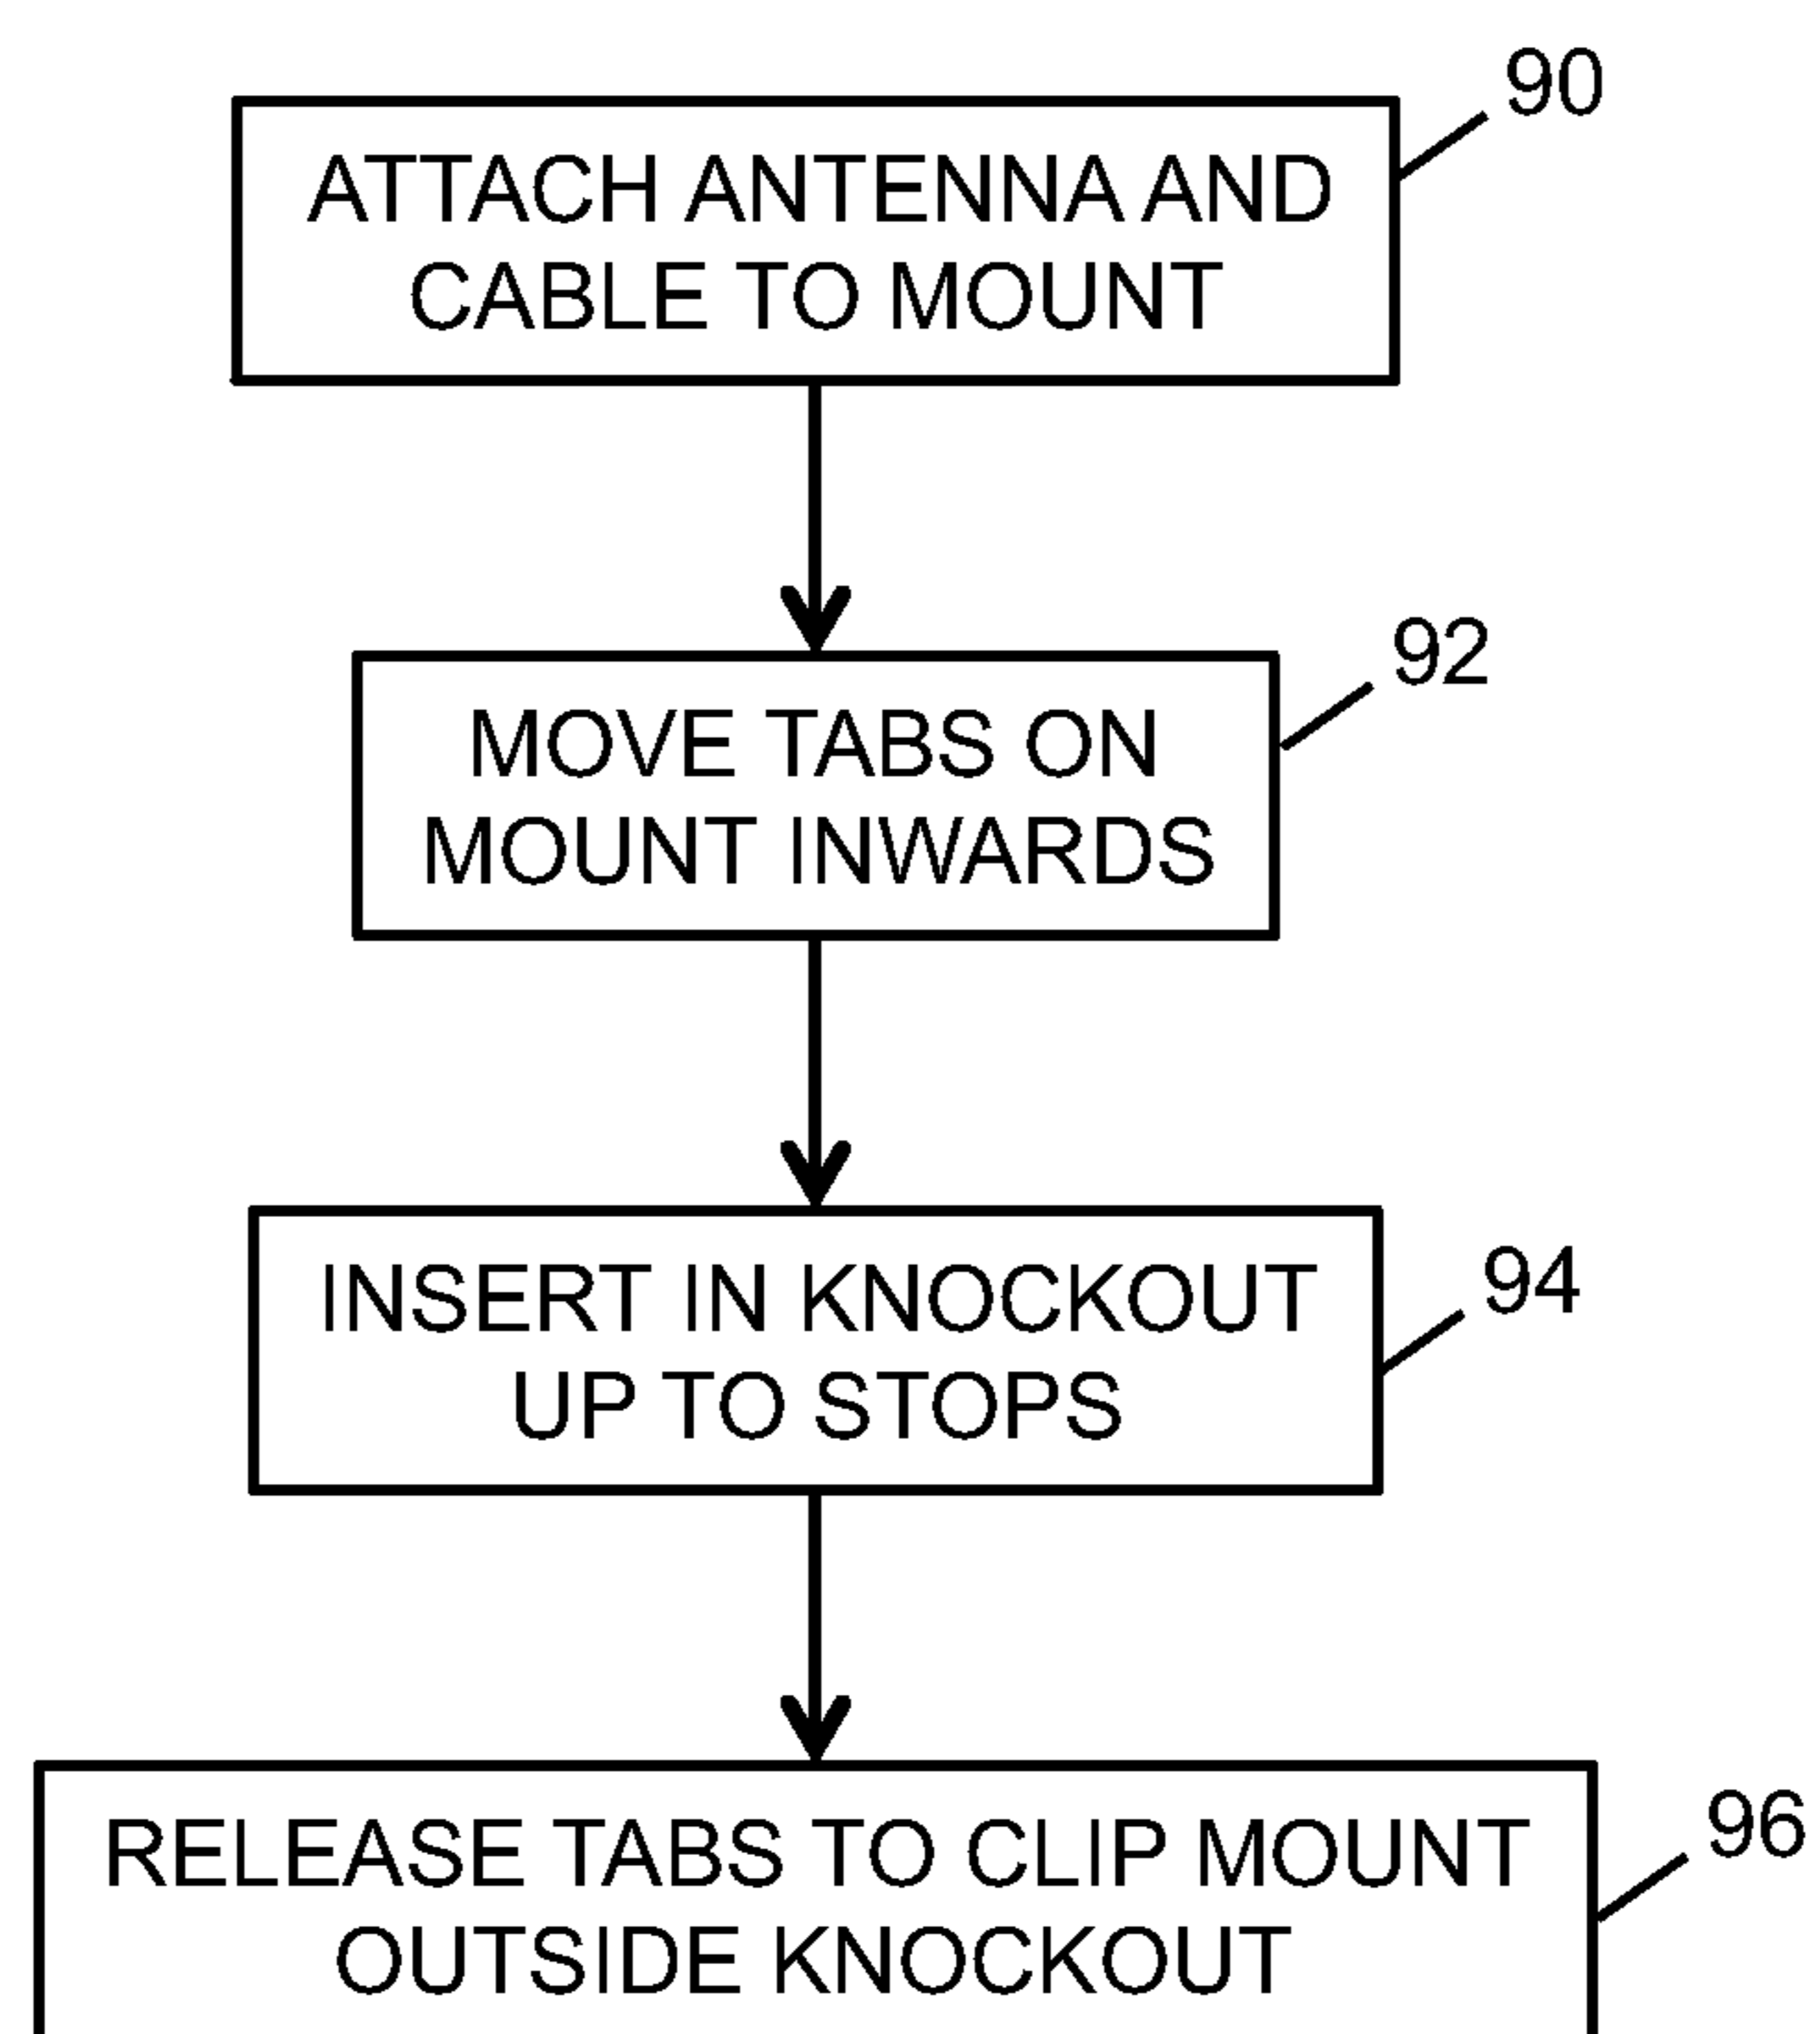 90
ATTACH ANTENNA AND
CABLE TO MOUNT
92
MOVE TABS ON
MOUNT INWARDS
94
INSERT IN KNOCKOUT
UP TO STOPS
96
RELEASE TABS TO CLIP MOUNT
OUTSIDE KNOCKOUT